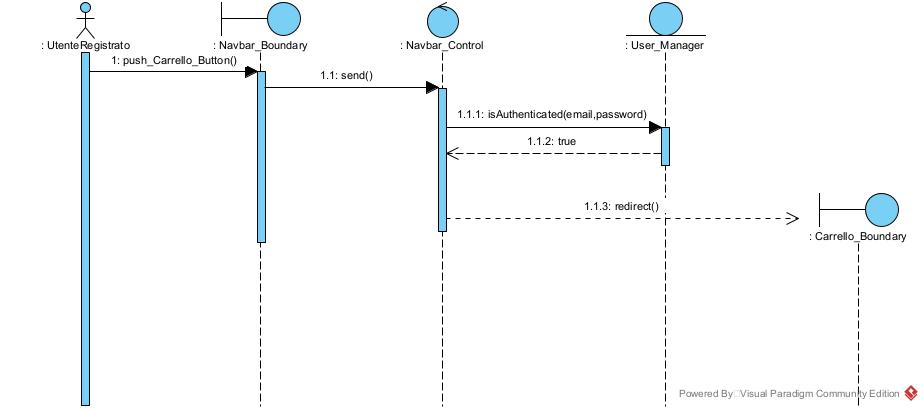 : UtenteRegistrato
: Navbar_Boundary
: Navbar_Control
: User_Manager
1: push_Carrello_Button()
1.1: send()
1.1.1: isAuthenticated(email,password)
1.1.2: true
1.1.3: redirect()
: Carrello_Boundary
Powered By Visual Paradigm Community Edition